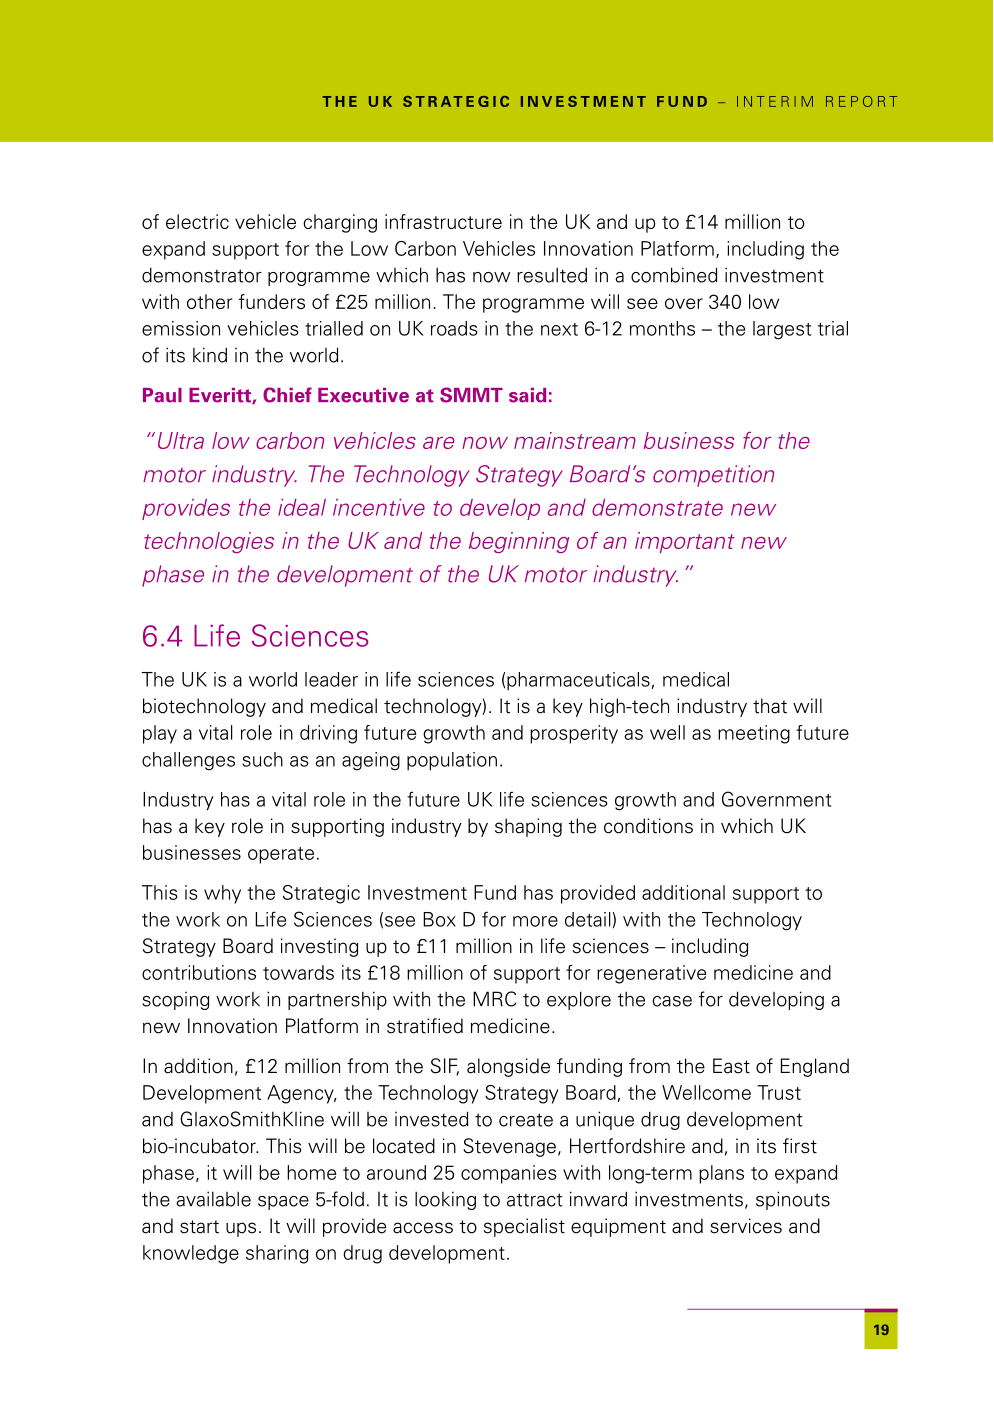 THE UK STRATEGIC INVESTMENT FUND – INTERIM REPORT
of electric vehicle charging infrastructure in the UK and up to £14 million to
expand support for the Low Carbon Vehicles Innovation Platform, including the
demonstrator programme which has now resulted in a combined investment
with other funders of £25 million. The programme will see over 340 low
emission vehicles trialled on UK roads in the next 6-12 months – the largest trial
of its kind in the world.
Paul Everitt, Chief Executive at SMMT said:
“Ultra low carbon vehicles are now mainstream business for the
motor industry. The Technology Strategy Board’s competition
provides the ideal incentive to develop and demonstrate new
technologies in the UK and the beginning of an important new
phase in the development of the UK motor industry.”
6.4 Life Sciences
The UK is a world leader in life sciences (pharmaceuticals, medical
biotechnology and medical technology). It is a key high-tech industry that will
play a vital role in driving future growth and prosperity as well as meeting future
challenges such as an ageing population.
Industry has a vital role in the future UK life sciences growth and Government
has a key role in supporting industry by shaping the conditions in which UK
businesses operate.
This is why the Strategic Investment Fund has provided additional support to
the work on Life Sciences (see Box D for more detail) with the Technology
Strategy Board investing up to £11 million in life sciences – including
contributions towards its £18 million of support for regenerative medicine and
scoping work in partnership with the MRC to explore the case for developing a
new Innovation Platform in stratified medicine.
In addition, £12 million from the SIF, alongside funding from the East of England
Development Agency, the Technology Strategy Board, the Wellcome Trust
and GlaxoSmithKline will be invested to create a unique drug development
bio-incubator. This will be located in Stevenage, Hertfordshire and, in its first
phase, it will be home to around 25 companies with long-term plans to expand
the available space 5-fold. It is looking to attract inward investments, spinouts
and start ups. It will provide access to specialist equipment and services and
knowledge sharing on drug development.
19